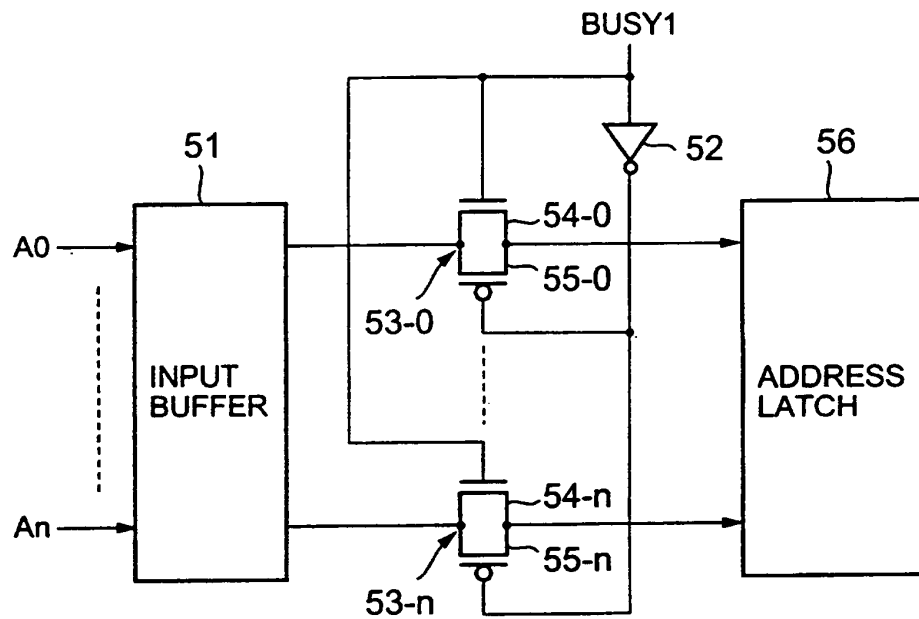 BUSY1
51
52
56
A0
54-0
55-0
53-0
INPUT
BUFFER
ADDRESS
LATCH
An
54-n
55-n
53-n